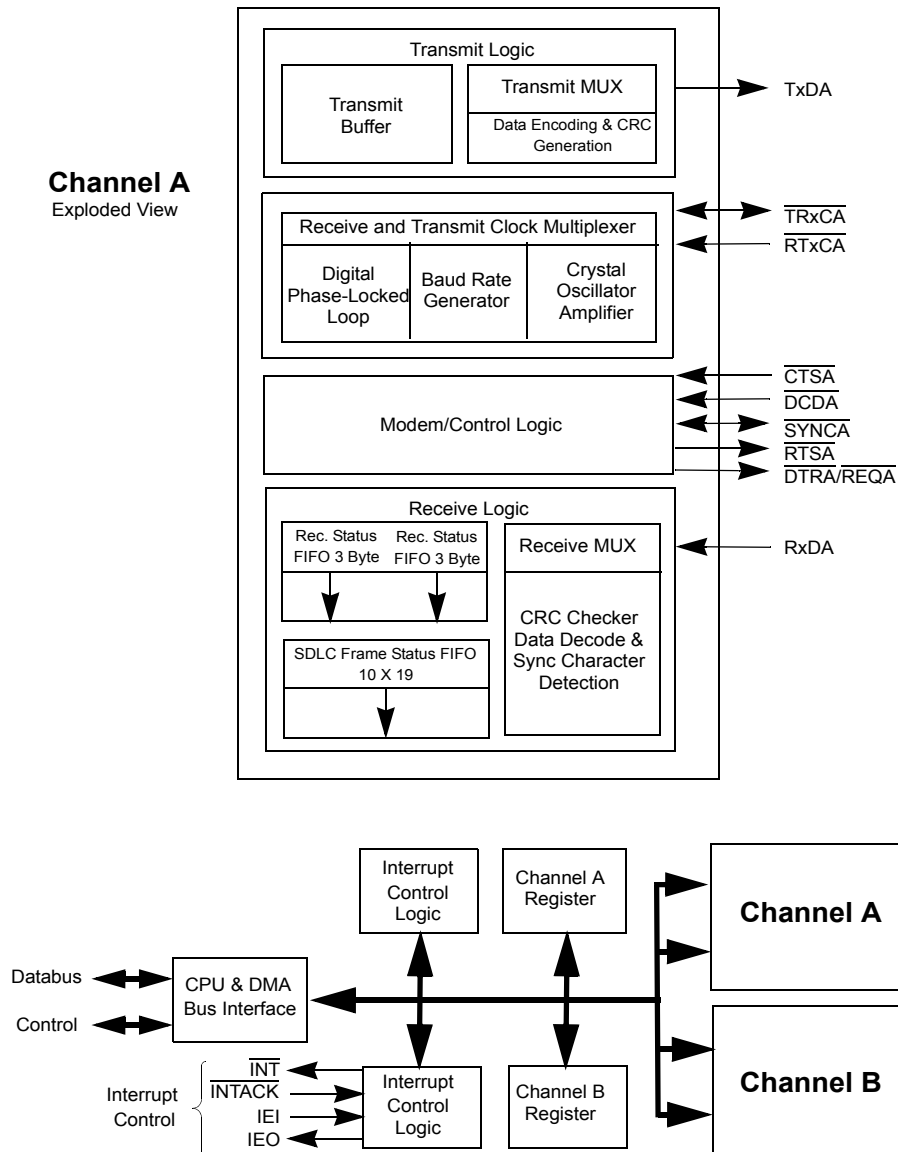 Transmit Logic
Transmit
Buffer
Transmit MUX
Data Encoding & CRC
Generation
TxDA
Channel A
Exploded View
Receive and Transmit Clock Multiplexer
Digital
Phase-Locked
Loop
Baud Rate
Generator
Crystal
Oscillator
Amplifier
TRxCA
RTxCA
Modem/Control Logic
CTSA
DCDA
SYNCA
RTSA
DTRA/REQA
Receive Logic
Rec. Status
FIFO 3 Byte
Rec. Status
FIFO 3 Byte
SDLC Frame Status FIFO
10 X 19
Receive MUX
CRC Checker
Data Decode &
Sync Character
Detection
RxDA
Interrupt
Control
Logic
Channel A
Register
Channel A
Databus
Control
CPU & DMA
Bus Interface
Interrupt
Control
INT
INTACK
IEI
IEO
Interrupt
Control
Logic
Channel B
Register
Channel B